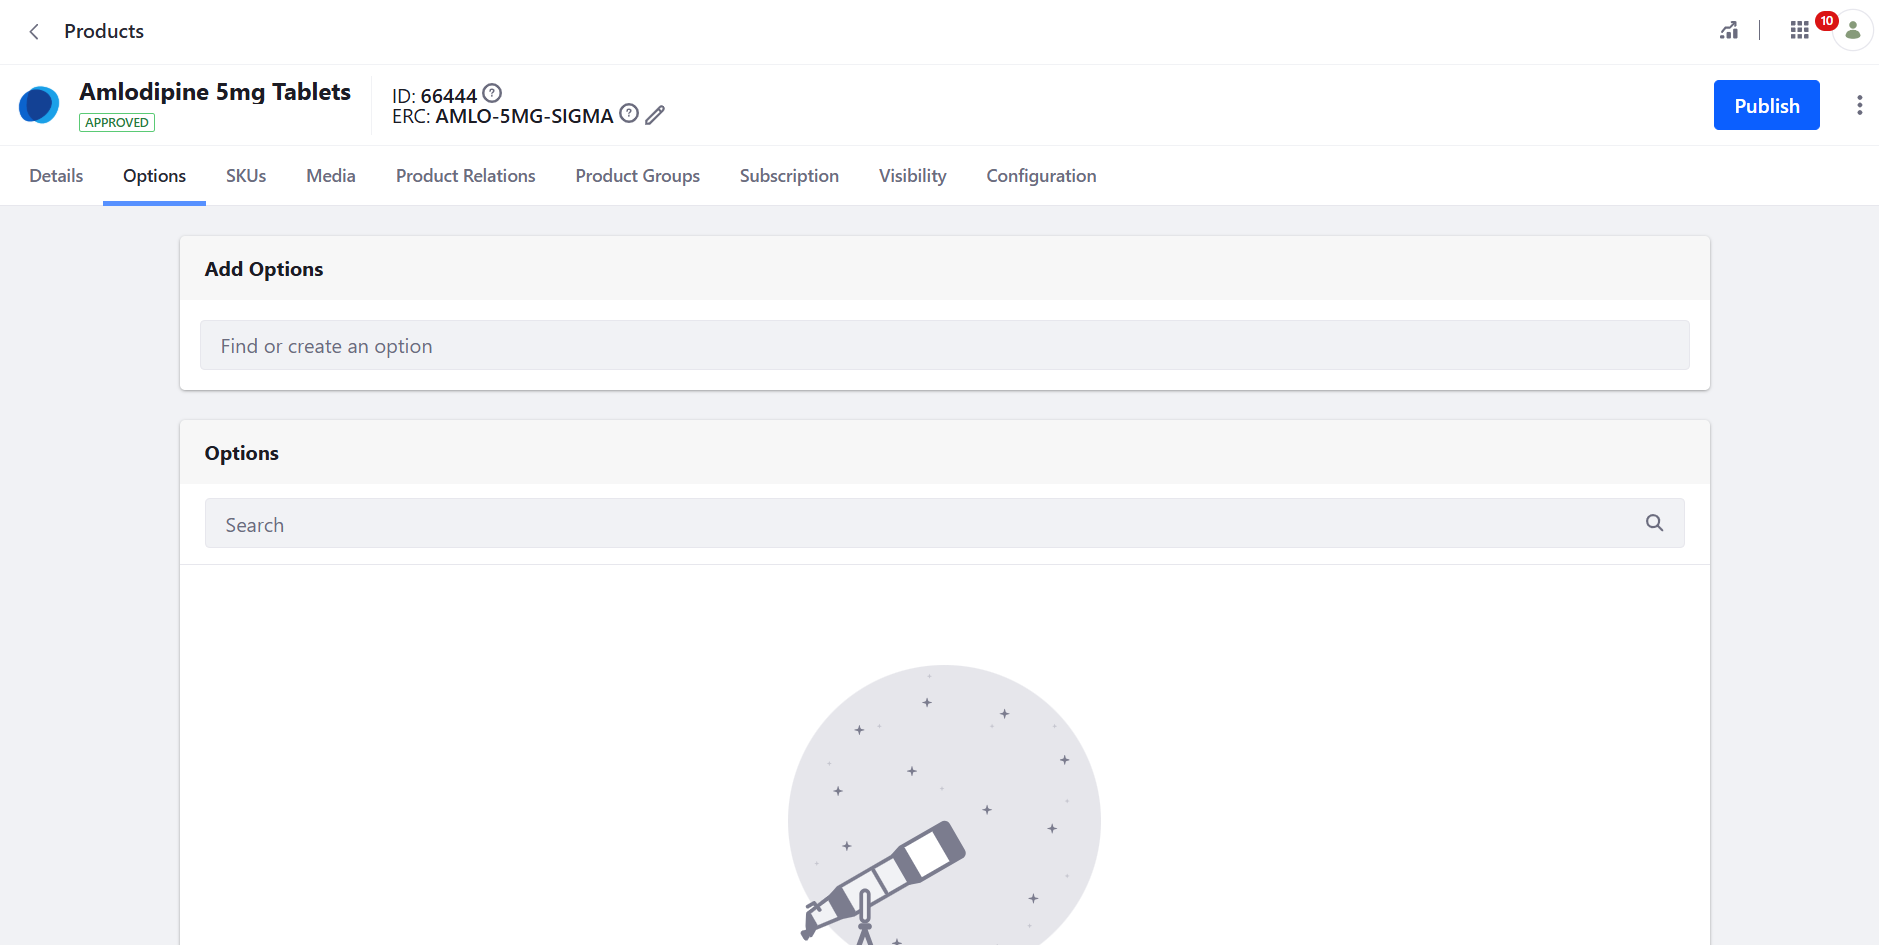 Products
10
Amlodipine 5mg Tablets
APPROVED
ID: 66444
ERC: AMLO-5MG-SIGMA
Publish
Details Options SKUs Media Product Relations Product Groups Subscription Visibility Configuration
Add Options
Find or create an option
Options
Search